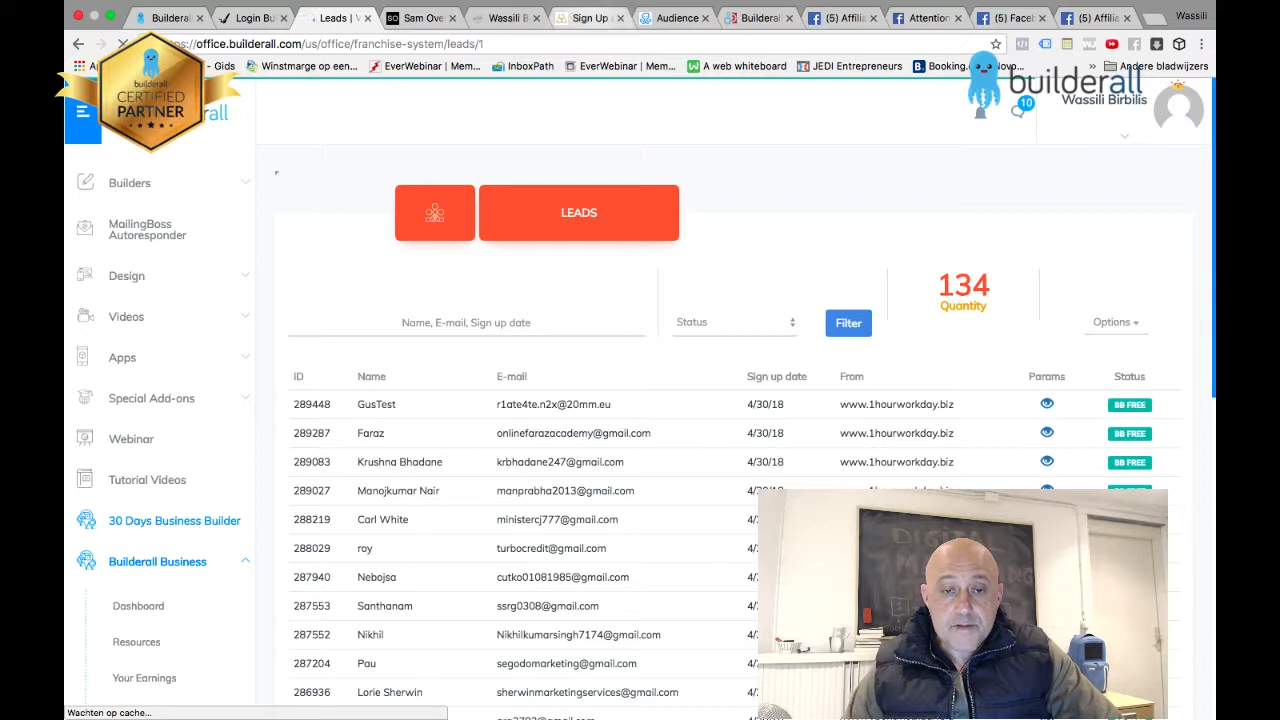 Builderall
Login Bu
Leads |
Sam Ove
Wassili B
Sign Up
Audience
Builderal
Affilia
Attention
Faceb
Affilia
Wassili
https://office.builderall.com/us/office/franchise-system/leads/1
Gids
Winstmarge op een
EverWebinar | Mem
InboxPath
EverWebinar | Mem
A web whiteboard
JEDI Entrepreneurs
Booking.
» Andere bladwijzers
builderall
CERTIFIED
PARTNER
all
builderall
10
Wassili Birbilis
Builders
MailingBoss
Autoresponder
Design
Videos
Apps
Special Add-ons
Webinar
Tutorial Videos
30 Days Business Builder
Builderall Business
Dashboard
Resources
Your Earnings
LEADS
Name, E-mail, Sign up date
Status
Filter
134
Quantity
Options
ID Name E-mail Sign up date From Params Status
289448 GusTest r1ate4te.n2x@20mm.eu 4/30/18 www.1hourworkday.biz BB FREE
289287 Faraz onlinefarazacademy@gmail.com 4/30/18 www.1hourworkday.biz BB FREE
289083 Krushna Bhadane krbhadane247@gmail.com 4/30/18 www.1hourworkday.biz BB FREE
289027 Manojkumar Nair manprabha2013@gmail.com
288219 Carl White ministercj777@gmail.com
288029 roy turbocredit@gmail.com
287940 Nebojsa cutko01081985@gmail.com
287553 Santhanam ssrg0308@gmail.com
287552 Nikhil Nikhilkumarsingh7174@gmail.com
287204 Pau segodomarketing@gmail.com
286936 Lorie Sherwin sherwinmarketingservices@gmail.com
Wachten op cache...